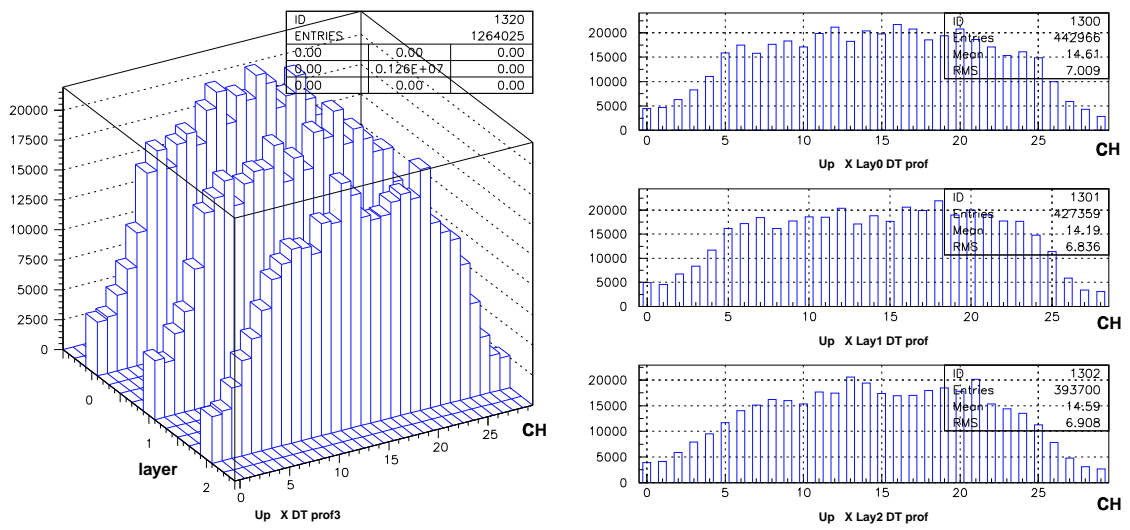 ID 1320
ENTRIES 1264025
0.00 0.00 0.00
0.00 0.126E+07 0.00
0.00 0.00 0.00
20000
17500
15000
12500
10000
7500
5000
2500
0
0
1
2
layer
0
5
10
15
20
25
CH
Up X DT prof3
ID 1300
Entries 442966
Mean 14.61
RMS 7.009
20000
15000
10000
5000
0
0 5 10 15 20 25
CH
Up X Lay0 DT prof
ID 1301
Entries 427359
Mean 14.19
RMS 6.836
20000
15000
10000
5000
0
0 5 10 15 20 25
CH
Up X Lay1 DT prof
ID 1302
Entries 393700
Mean 14.59
RMS 6.908
20000
15000
10000
5000
0
0 5 10 15 20 25
CH
Up X Lay2 DT prof